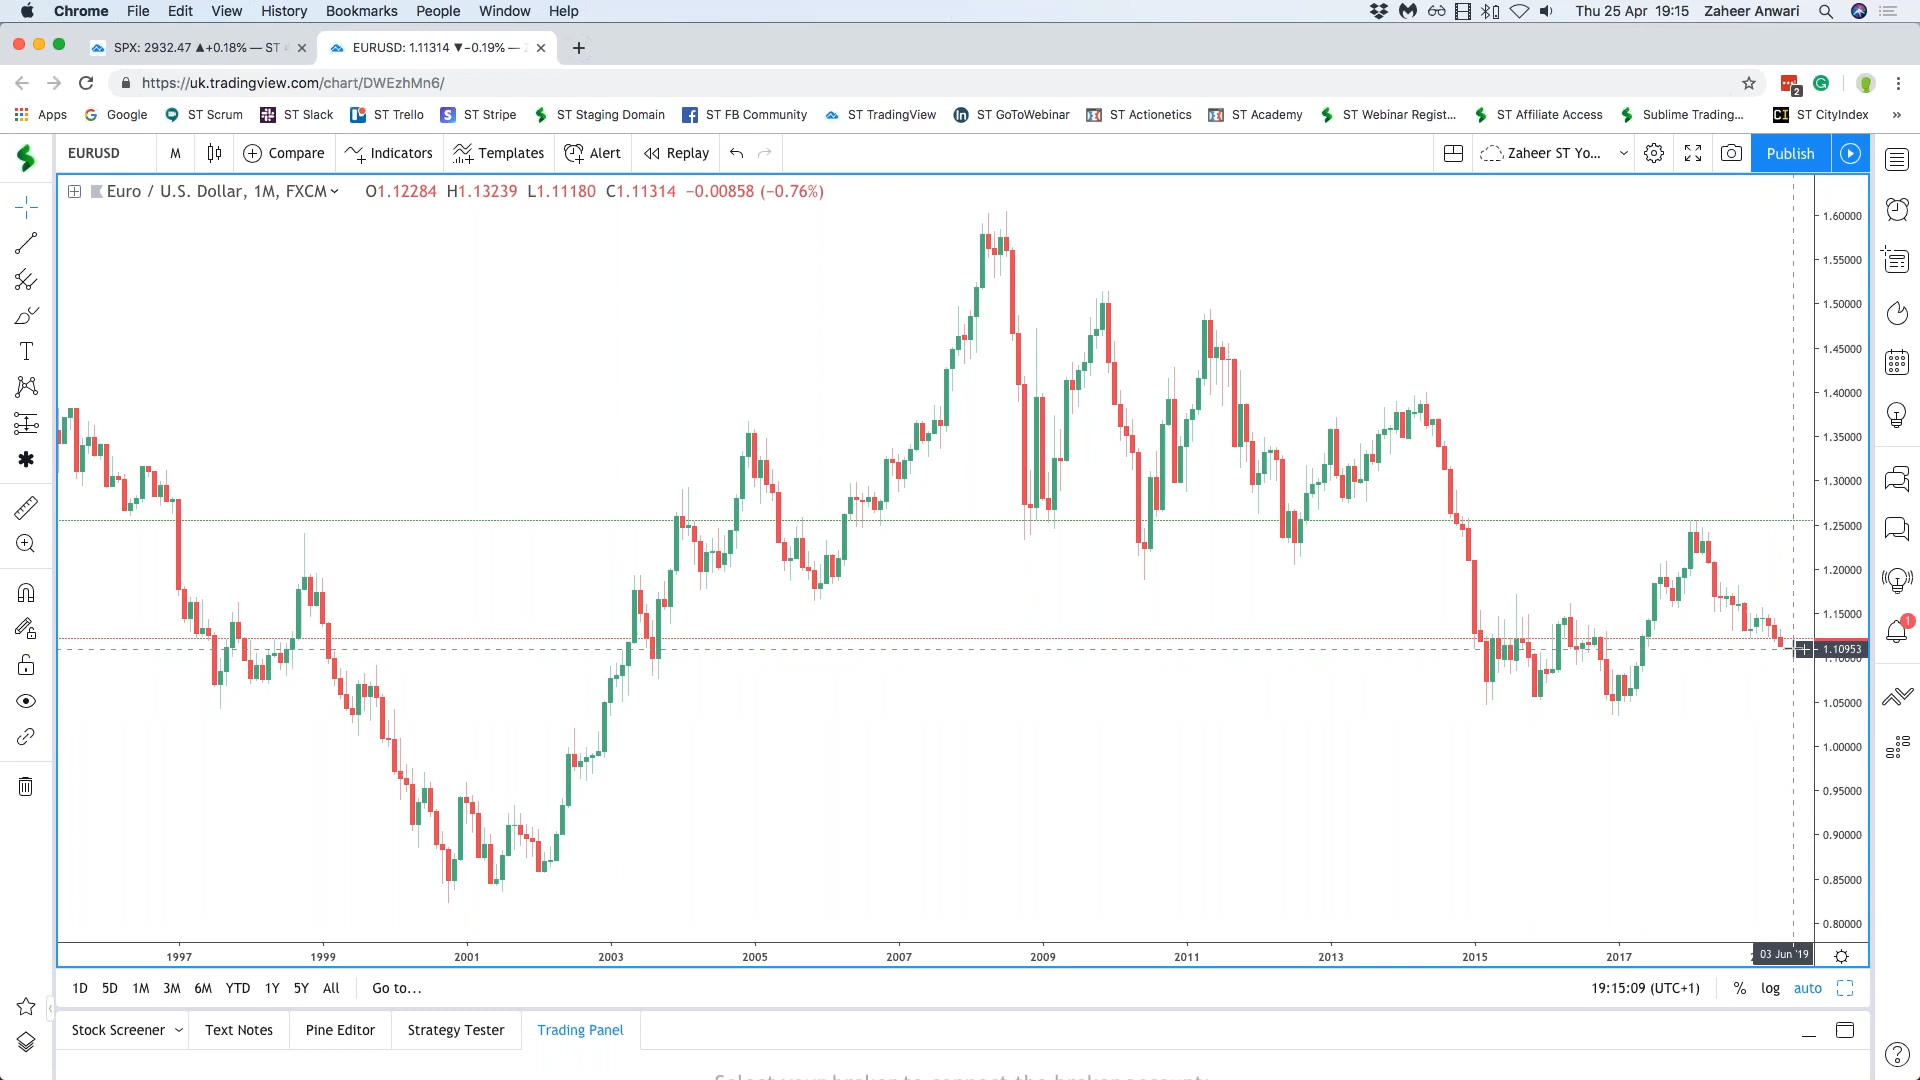 Chrome File Edit View History Bookmarks People Window Help Thu 25 Apr 19:15 Zaheer Anwari
SPX: 2932.47 ▲+0.18% — ST EURUSD: 1.11314 ▼−0.19% —
https://uk.tradingview.com/chart/DWEzhMn6/ 2
Apps Google ST Scrum ST Slack ST Trello ST Stripe ST Staging Domain ST FB Community ST TradingView ST GoToWebinar ST Actionetics ST Academy ST Webinar Regist... ST Affiliate Access Sublime Trading... CI ST CityIndex »
EURUSD M Compare Indicators Templates Alert Replay Zaheer ST Yo... Publish
Euro / U.S. Dollar, 1M, FXCM O1.12284 H1.13239 L1.11180 C1.11314 −0.00858 (−0.76%)
1.60000
1.55000
1.50000
1.45000
1.40000
1.35000
1.30000
1.25000
1.20000
1.15000
1
1.10953
1.10000
1.05000
1.00000
0.95000
0.90000
0.85000
0.80000
1997 1999 2001 2003 2005 2007 2009 2011 2013 2015 2017 03 Jun '19
1D 5D 1M 3M 6M YTD 1Y 5Y All Go to... 19:15:09 (UTC+1) % log auto
Stock Screener Text Notes Pine Editor Strategy Tester Trading Panel